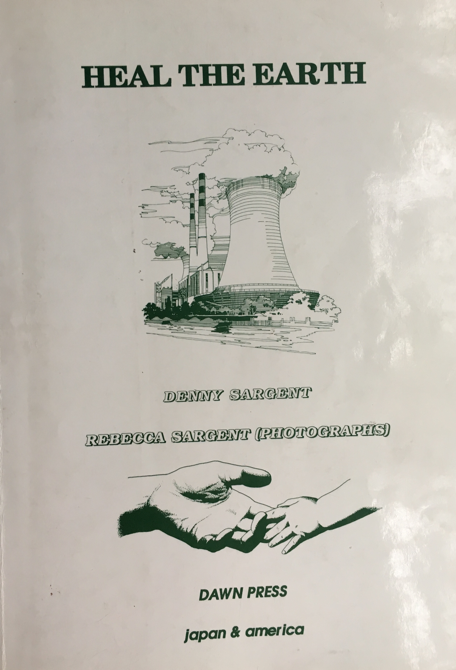 HEAL THE EARTH
DENNY SARGENT
REBECCA SARGENT (PHOTOGRAPHS)
DAWN PRESS
japan & america